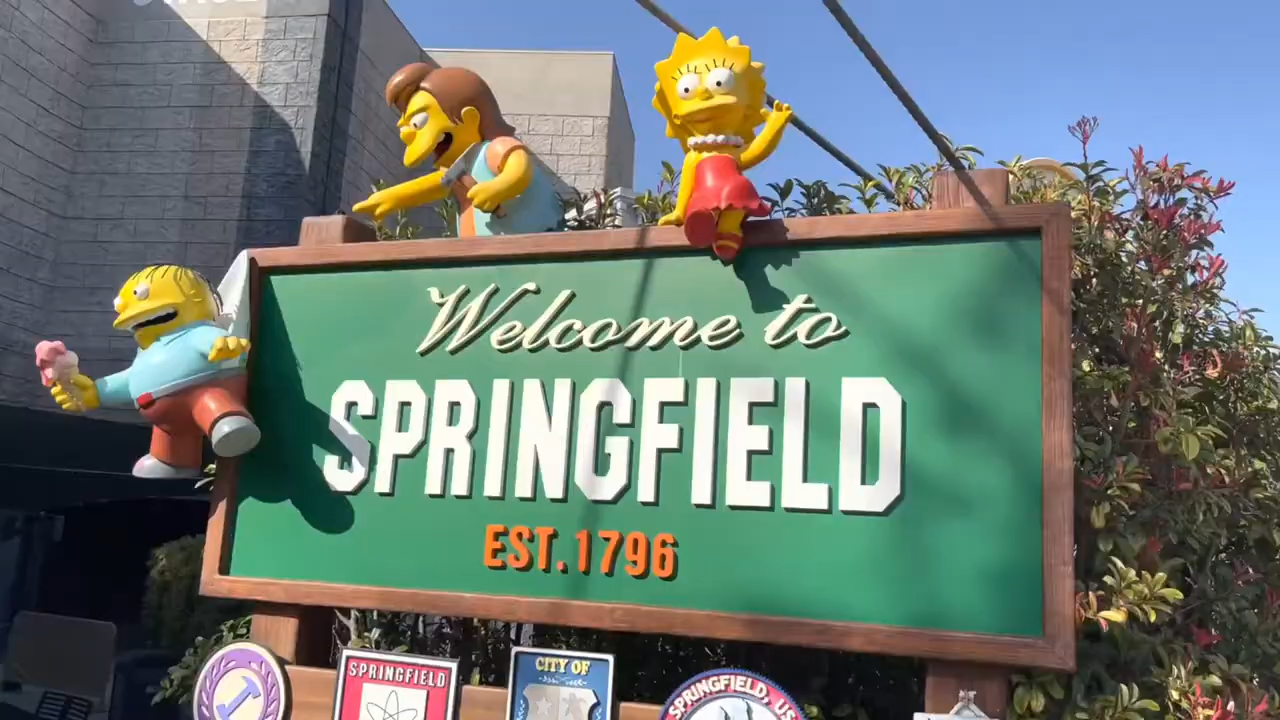 Welcome to
SPRINGFIELD
EST.1796
SPRINGFIELD
CITY OF
SPRINGFIELD, US